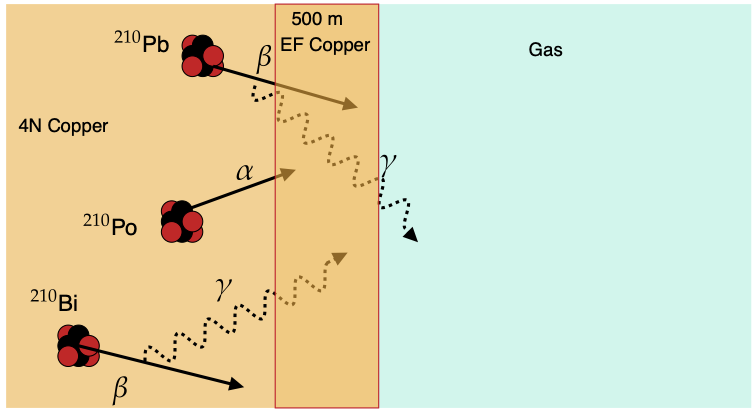 500 m
EF Copper
²¹⁰Pb
β
Gas
4N Copper
γ
α
²¹⁰Po
γ
²¹⁰Bi
β